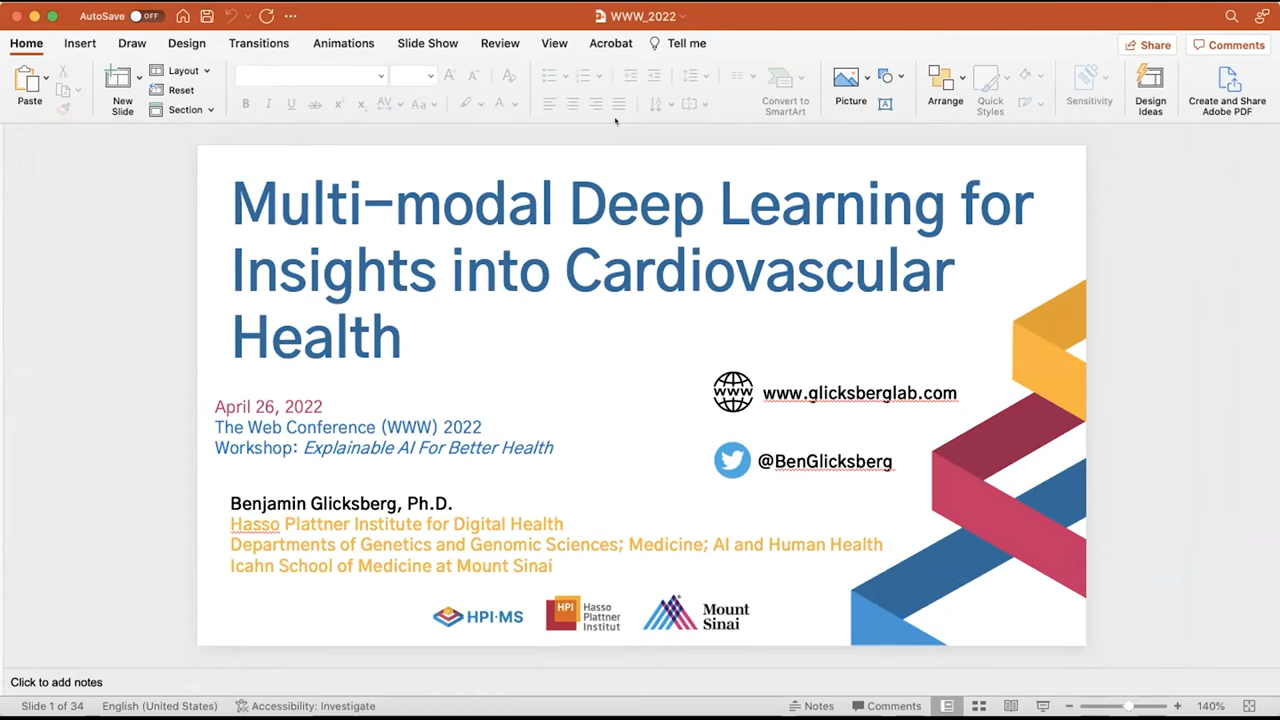 AutoSave OFF
WWW_2022
Home Insert Draw Design Transitions Animations Slide Show Review View Acrobat Tell me Share Comments
Paste
New Slide
Layout
Reset
Section
Convert to SmartArt
Picture
Arrange
Quick Styles
Sensitivity
Design Ideas
Create and Share Adobe PDF
Multi-modal Deep Learning for
Insights into Cardiovascular
Health
www
www.glicksberglab.com
April 26, 2022
The Web Conference (WWW) 2022
Workshop: Explainable AI For Better Health
@BenGlicksberg
Benjamin Glicksberg, Ph.D.
Hasso Plattner Institute for Digital Health
Departments of Genetics and Genomic Sciences; Medicine; AI and Human Health
Icahn School of Medicine at Mount Sinai
HPI·MS
HPI
Hasso
Plattner
Institut
Mount
Sinai
Click to add notes
Slide 1 of 34 English (United States) Accessibility: Investigate Notes Comments 140%